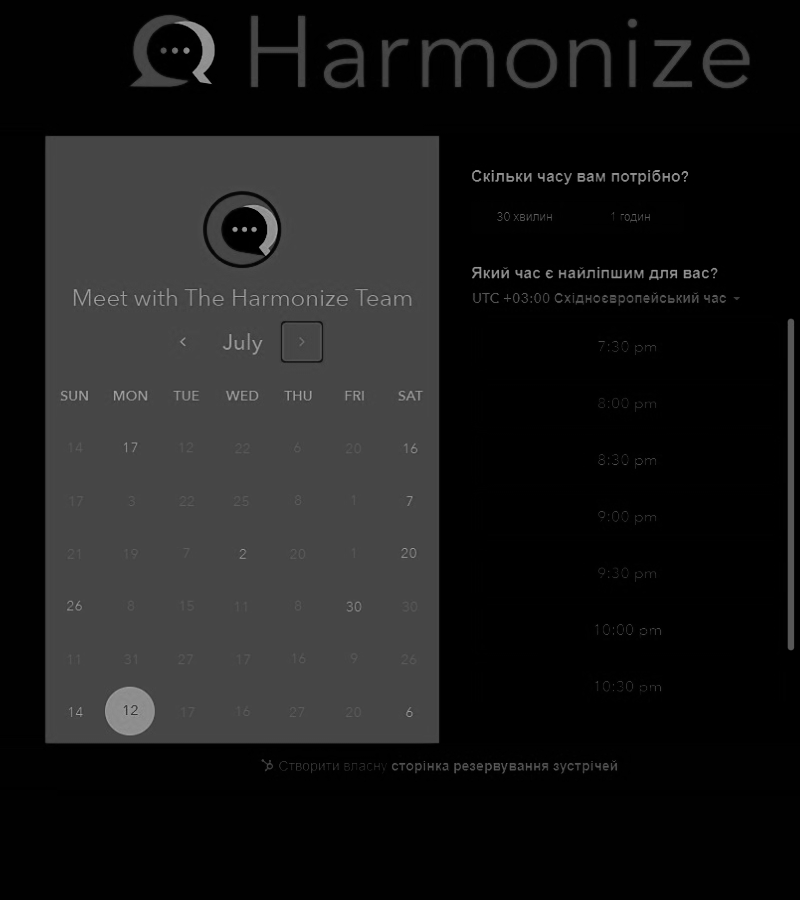 Harmonize
Meet with The Harmonize Team
July
SUN MON TUE WED THU FRI SAT
14 17 12 22 6 20 16
17 3 22 25 8 1 7
21 19 7 2 20 1 20
26 8 15 11 8 30 30
11 31 27 17 16 9 26
14 12 17 16 27 20 6
Скільки часу вам потрібно?
30 хвилин 1 годин
Який час є найліпшим для вас?
UTC +03:00 Східноєвропейський час
7:30 pm
8:00 pm
8:30 pm
9:00 pm
9:30 pm
10:00 pm
10:30 pm
Створити власну сторінка резервування зустрічей